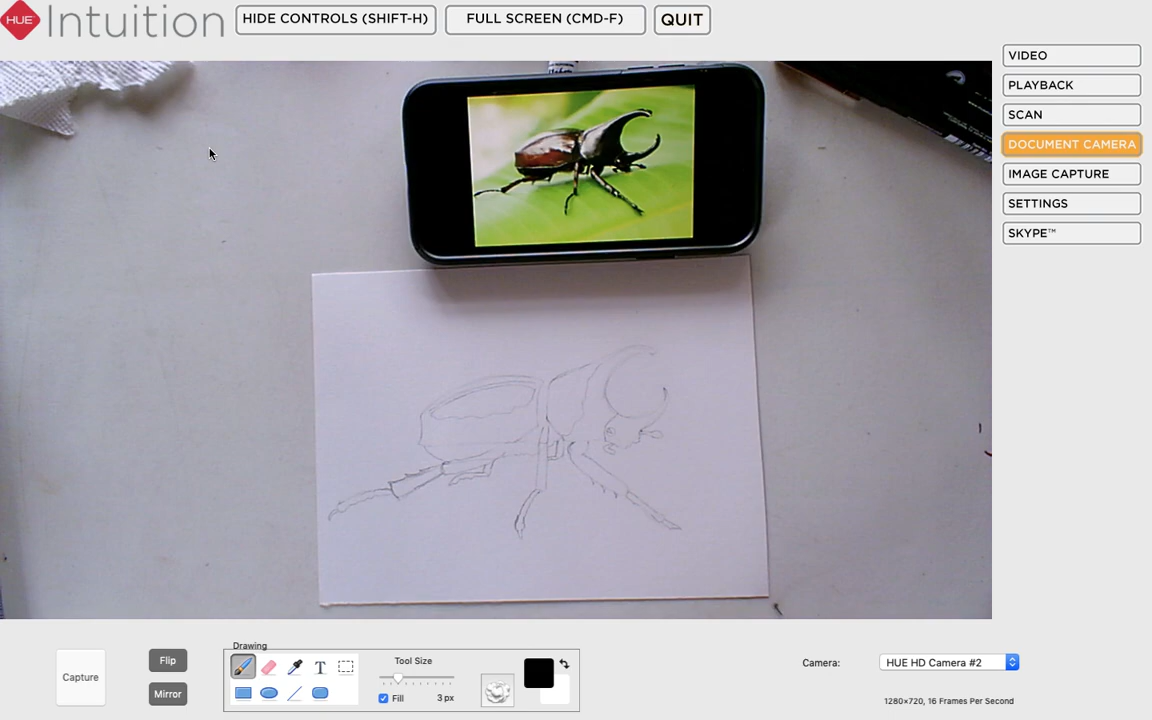 HUE Intuition
HIDE CONTROLS (SHIFT-H)
FULL SCREEN (CMD-F)
QUIT
VIDEO
PLAYBACK
SCAN
DOCUMENT CAMERA
IMAGE CAPTURE
SETTINGS
SKYPE™
Capture
Flip
Mirror
Drawing
T
Tool Size
Fill
3 px
Camera:
HUE HD Camera #2
1280×720, 16 Frames Per Second